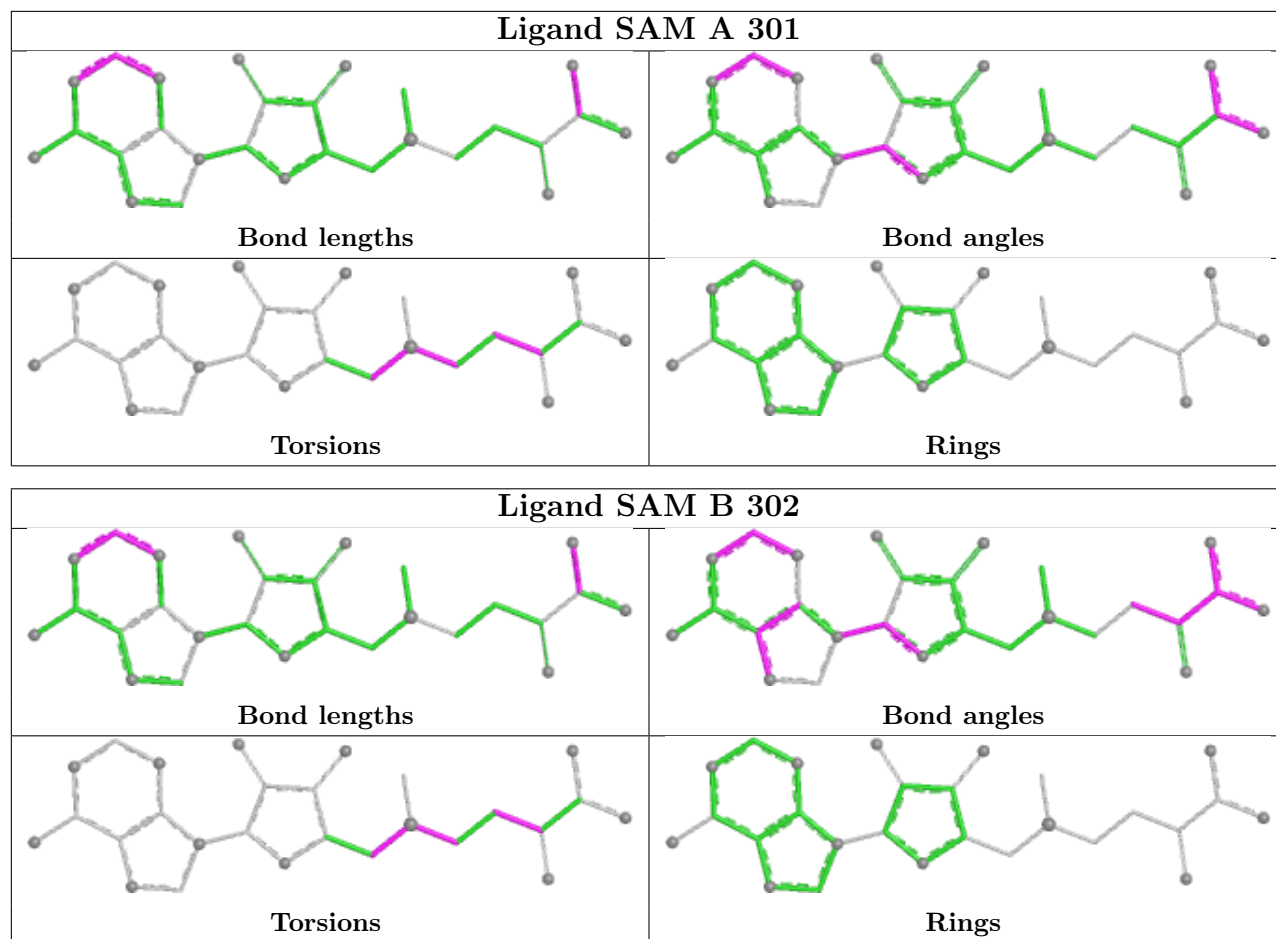 Ligand SAM A 301
Bond lengths
Bond angles
Torsions
Rings
Ligand SAM B 302
Bond lengths
Bond angles
Torsions
Rings